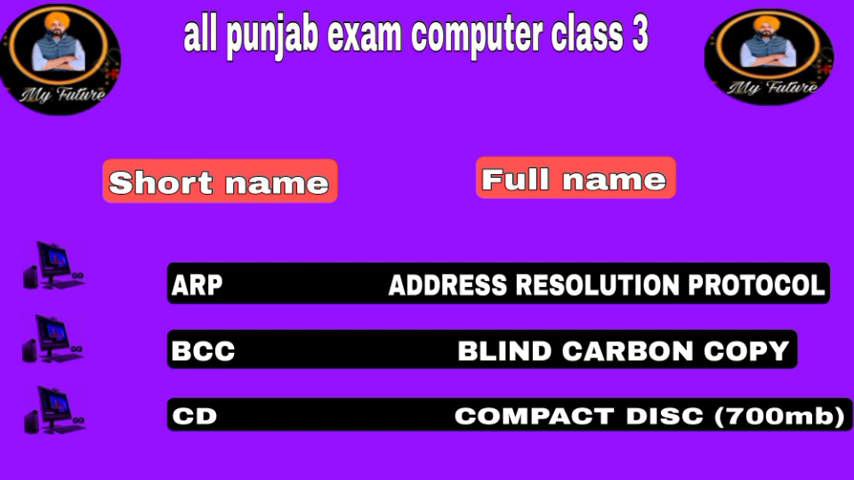 all punjab exam computer class 3
My Future
My Future
Short name Full name
ARP ADDRESS RESOLUTION PROTOCOL
BCC BLIND CARBON COPY
CD COMPACT DISC (700mb)